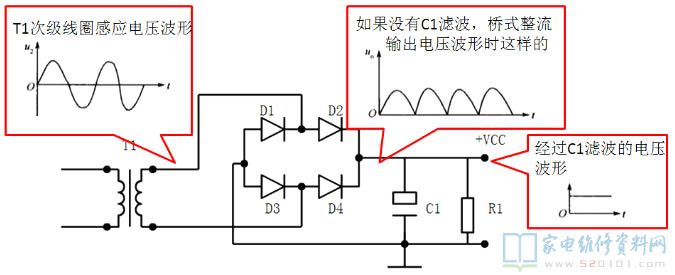 T1次级线圈感应电压波形
u2
O
t
如果没有C1滤波，桥式整流
输出电压波形时这样的
uo
O
t
T1
D1
D2
D3
D4
+VCC
C1
R1
经过C1滤波的电压
波形
O
t
家电维修资料网
www.520101.com